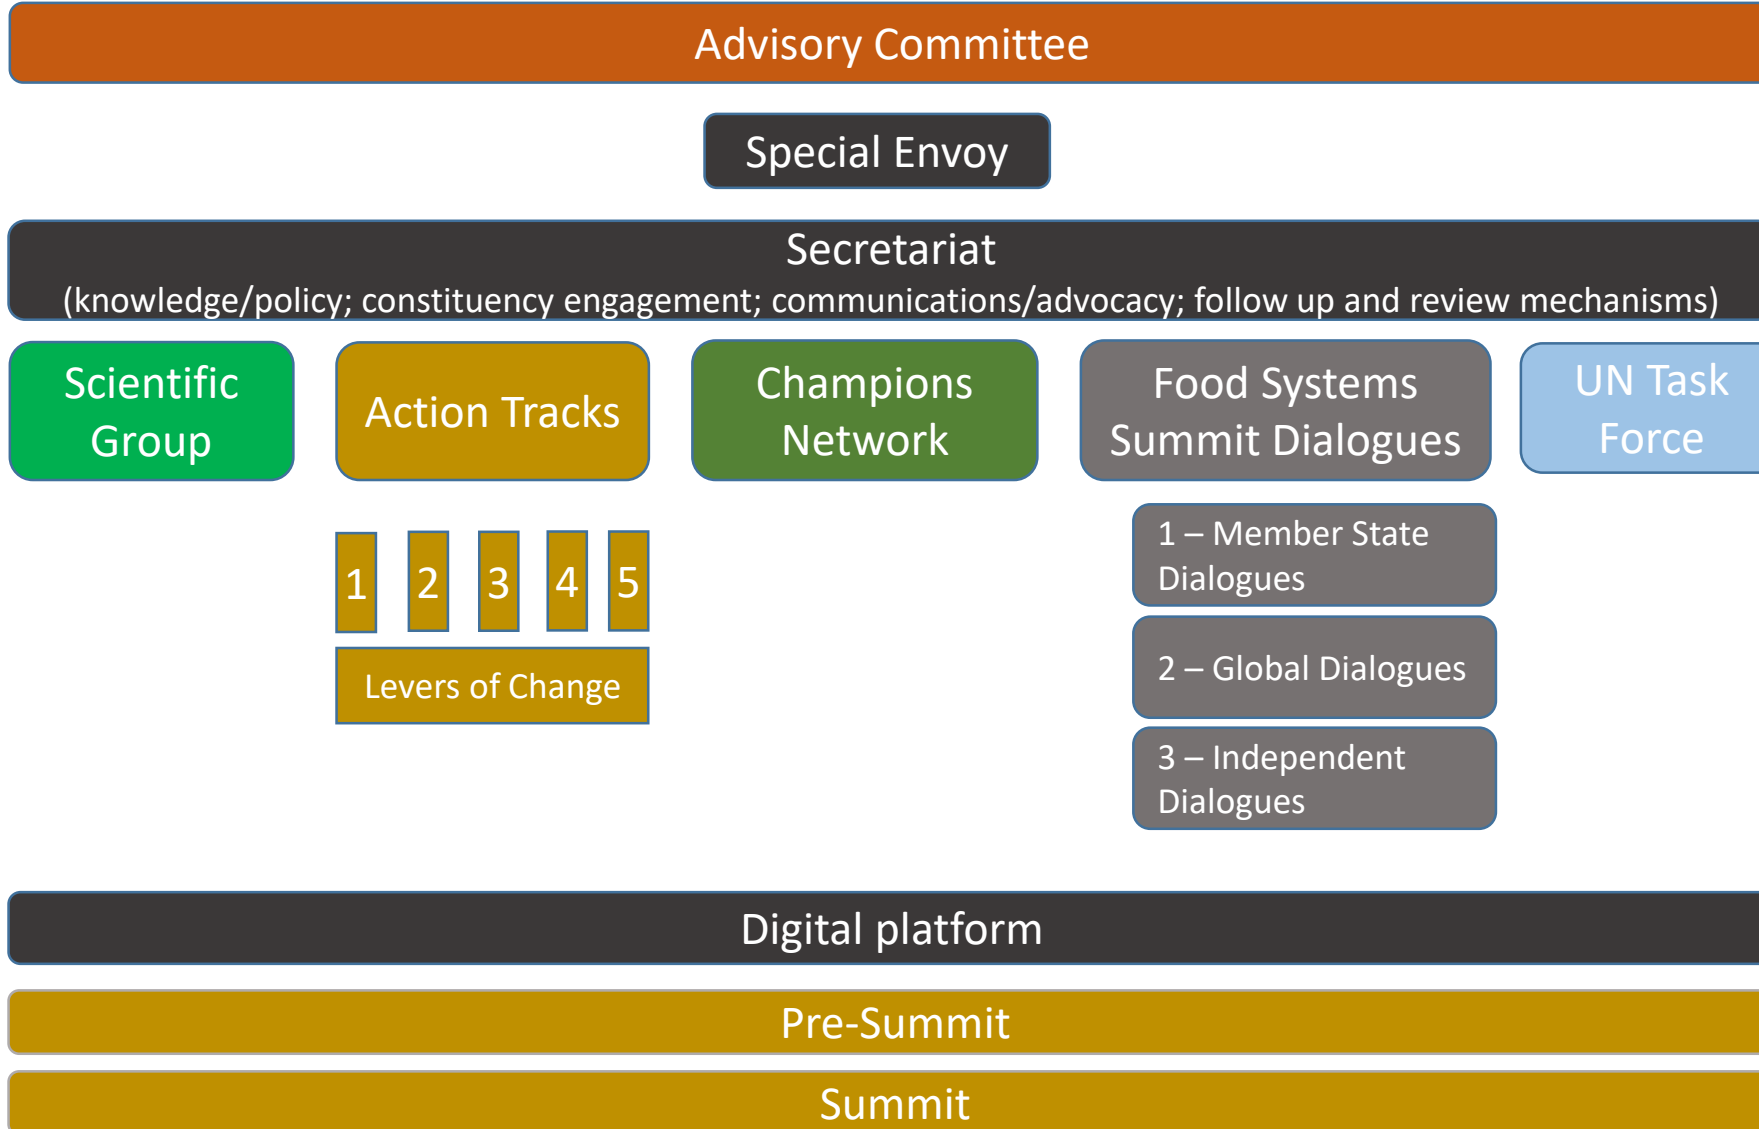 Advisory Committee
Special Envoy
Secretariat
(knowledge/policy; constituency engagement; communications/advocacy; follow up and review mechanisms)
Scientific
Group
Action Tracks
Champions
Network
Food Systems
Summit Dialogues
UN Task
Force
1
2
3
4
5
Levers of Change
1 – Member State
Dialogues
2 – Global Dialogues
3 – Independent
Dialogues
Digital platform
Pre-Summit
Summit